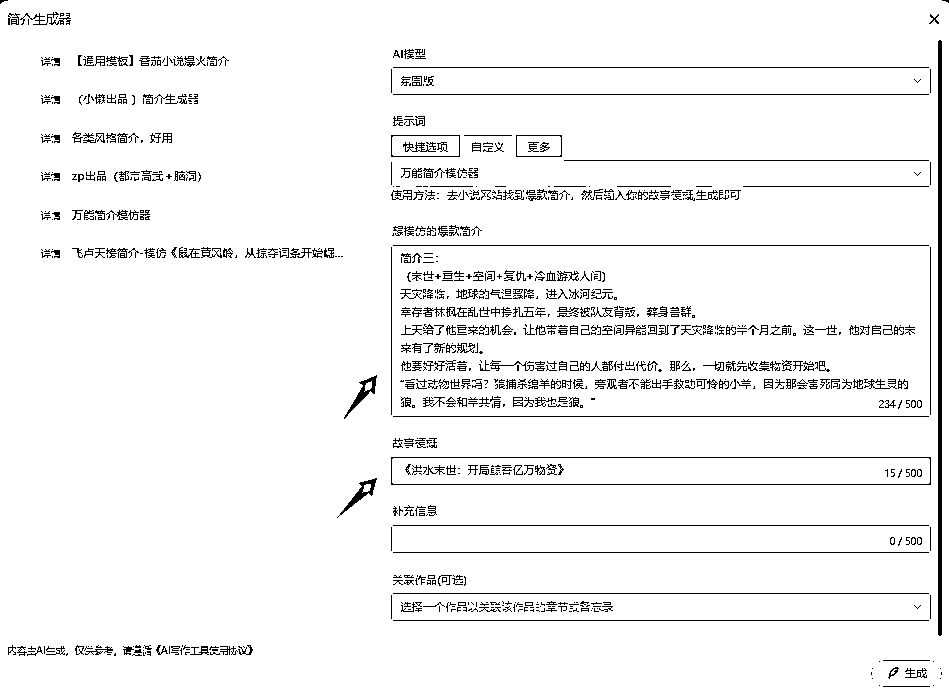 简介生成器
详情 【通用模板】番茄小说爆火简介
详情 （小懒出品）简介生成器
详情 各类风格简介，好用
详情 zp出品（都市高武+脑洞）
详情 万能简介模仿器
详情 飞卢天榜简介-模仿《鼠在黄风岭，从掠夺词条开始崛...
AI模型
氛围版
提示词
快捷选项 自定义 更多
万能简介模仿器
使用方法：去小说网站找到爆款简介，然后输入你的故事梗概,生成即可
想模仿的爆款简介
简介三：
（末世+重生+空间+复仇+冷血游戏人间）
天灾降临，地球的气温骤降，进入冰河纪元。
幸存者林枫在乱世中挣扎五年，最终被队友背叛，葬身兽群。
上天给了他重来的机会，让他带着自己的空间异能回到了天灾降临的半个月之前。这一世，他对自己的未
来有了新的规划。
他要好好活着，让每一个伤害过自己的人都付出代价。那么，一切就先收集物资开始吧。
“看过动物世界吗？狼捕杀绵羊的时候，旁观者不能出手救助可怜的小羊，因为那会害死同为地球生灵的
狼。我不会和羊共情，因为我也是狼。”
234 / 500
故事梗概
《洪水末世：开局鲸吞亿万物资》
15 / 500
补充信息
0 / 500
关联作品(可选)
选择一个作品以关联该作品的章节或备忘录
内容由AI生成，仅供参考，请遵循《AI写作工具使用协议》
生成